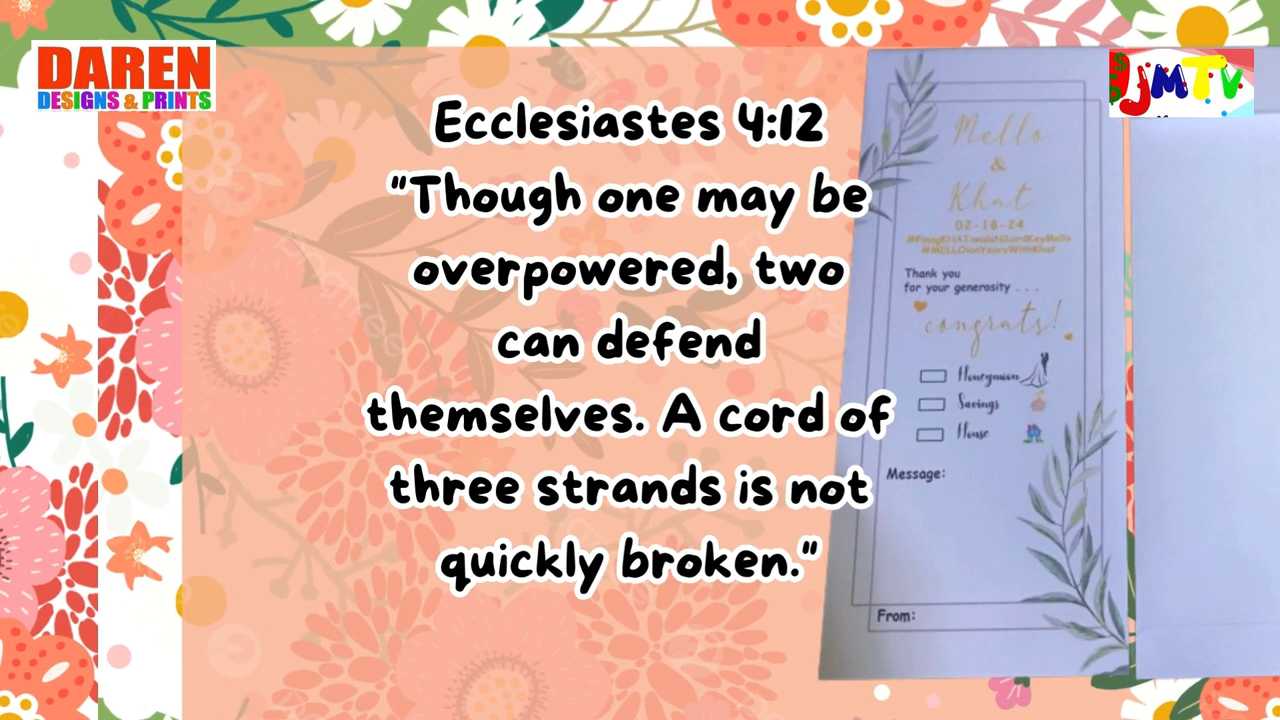 DAREN
DESIGNS & PRINTS
JMTV
Ecclesiastes 4:12
"Though one may be
overpowered, two
can defend
themselves. A cord of
three strands is not
quickly broken."
Mello
&
Khat
02-18-24
#MELLOonYearsWithKhat
Thank you
for your generosity . . .
congrats!
Honeymoon
Savings
House
Message:
From: